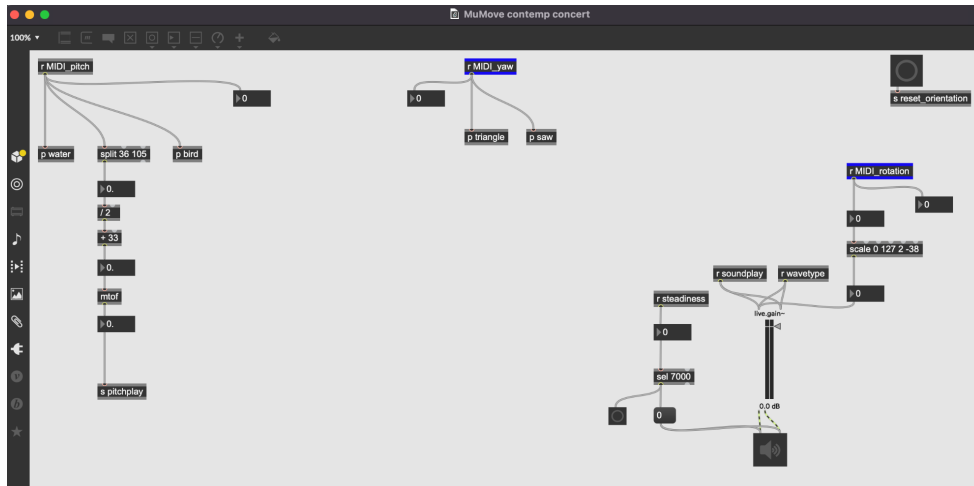 MuMove contemp concert
100%
r MIDI_pitch
r MIDI_yaw
0
0
s reset_orientation
p triangle
p saw
p water
split 36 105
p bird
r MIDI_rotation
0.
0
/ 2
0
+ 33
scale 0 127 2 -38
0.
r soundplay
r wavetype
mtof
r steadiness
0
live.gain~
0.
0
sel 7000
s pitchplay
0
0.0 dB